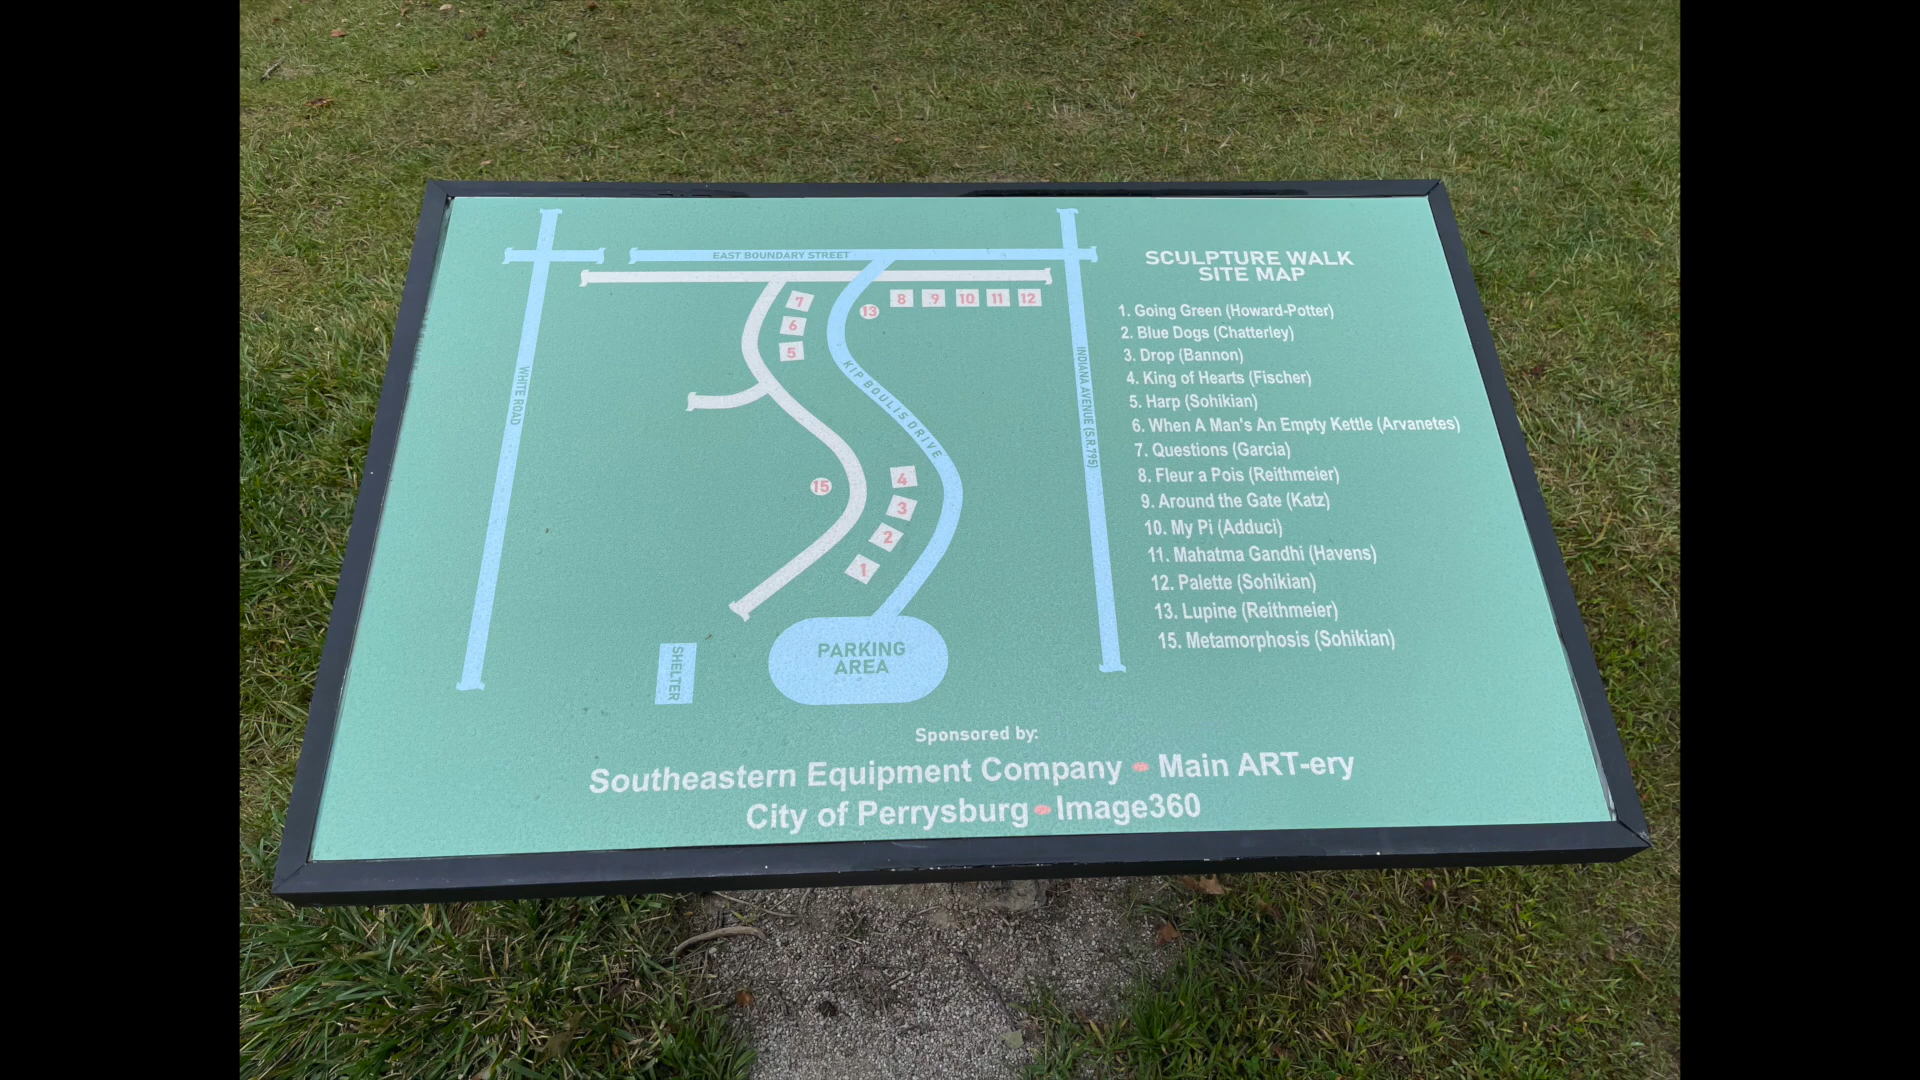 EAST BOUNDARY STREET
WHITE ROAD
KIP BOULIS DRIVE
INDIANA AVENUE (S.R.795)
7
6
5
13
8 9 10 11 12
15
4
3
2
1
SHELTER
PARKING
AREA
SCULPTURE WALK
SITE MAP
1. Going Green (Howard-Potter)
2. Blue Dogs (Chatterley)
3. Drop (Bannon)
4. King of Hearts (Fischer)
5. Harp (Sohikian)
6. When A Man's An Empty Kettle (Arvanetes)
7. Questions (Garcia)
8. Fleur a Pois (Reithmeier)
9. Around the Gate (Katz)
10. My Pi (Adduci)
11. Mahatma Gandhi (Havens)
12. Palette (Sohikian)
13. Lupine (Reithmeier)
15. Metamorphosis (Sohikian)
Sponsored by:
Southeastern Equipment Company • Main ART-ery
City of Perrysburg • Image360